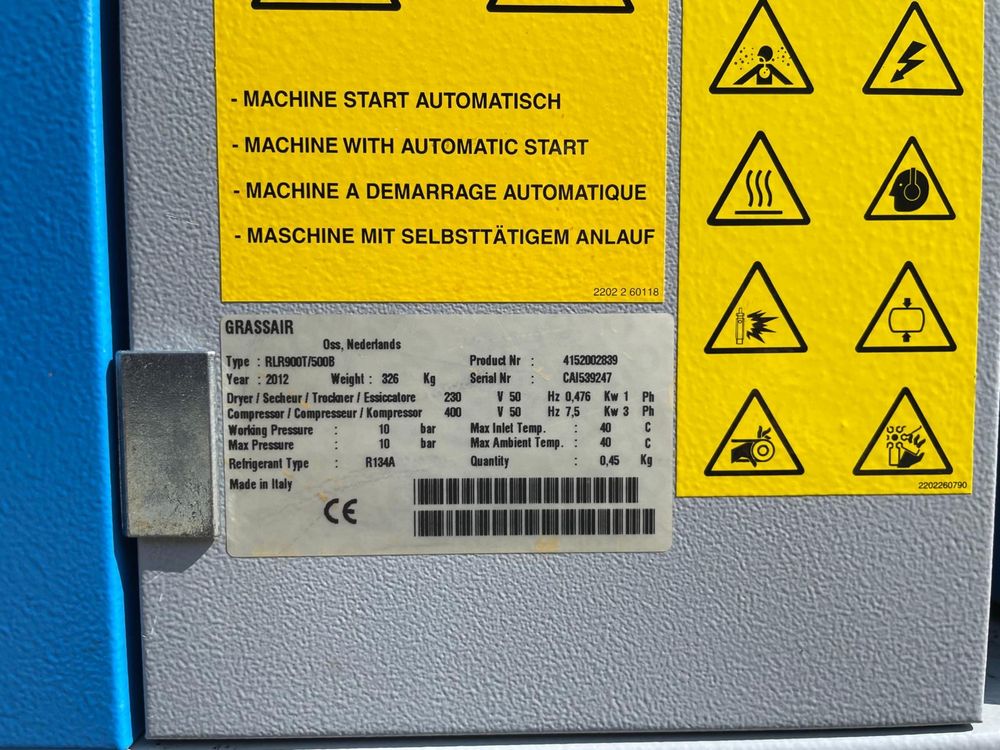 - MACHINE START AUTOMATISCH
- MACHINE WITH AUTOMATIC START
- MACHINE A DEMARRAGE AUTOMATIQUE
- MASCHINE MIT SELBSTTÄTIGEM ANLAUF
2202 2 60118
GRASSAIR
Oss, Nederlands
Type : RLR900T/500B Product Nr : 4152002839
Year : 2012 Weight : 326 Kg Serial Nr : CAI539247
Dryer / Secheur / Trockner / Essiccatore 230 V 50 Hz 0,476 Kw 1 Ph
Compressor / Compresseur / Kompressor 400 V 50 Hz 7,5 Kw 3 Ph
Working Pressure : 10 bar Max Inlet Temp. : 40 C
Max Pressure : 10 bar Max Ambient Temp. : 40 C
Refrigerant Type : R134A Quantity : 0,45 Kg
Made in Italy
CE
2202260790